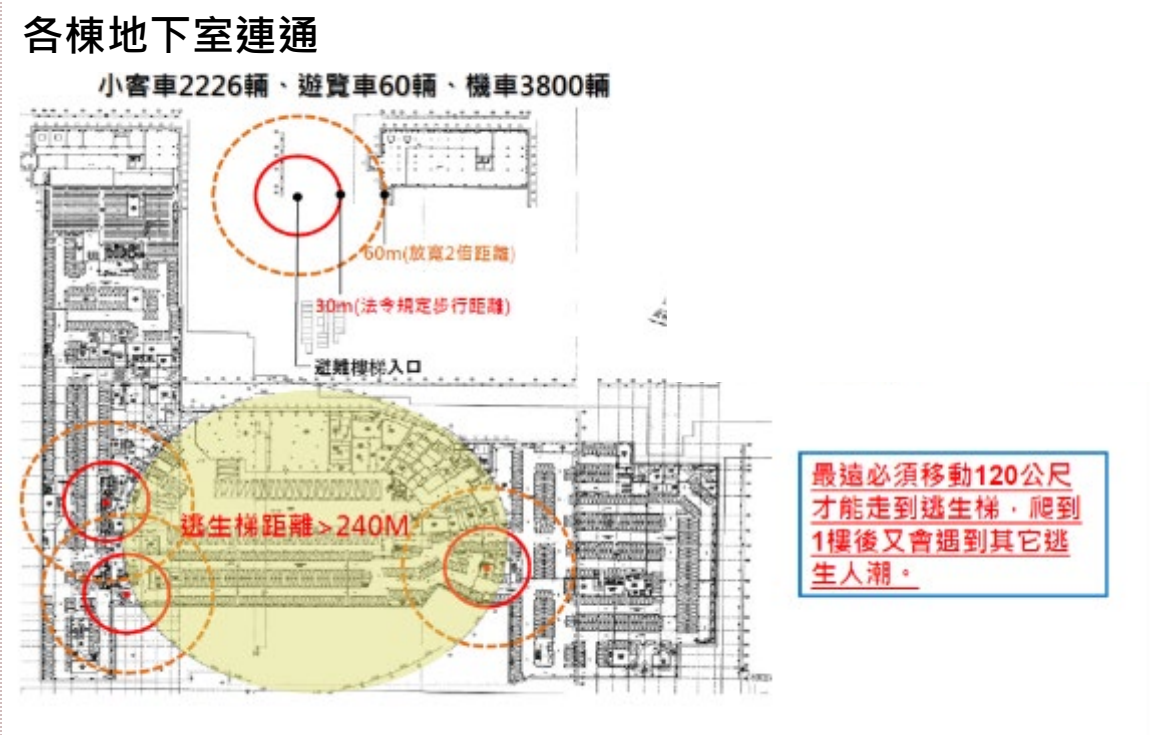 各棟地下室連通
小客車2226輛、遊覽車60輛、機車3800輛
60m(放寬2倍距離)
30m(法令規定步行距離)
避難樓梯入口
逃生梯距離>240M
最遠必須移動120公尺
才能走到逃生梯，爬到
1樓後又會遇到其它逃
生人潮。